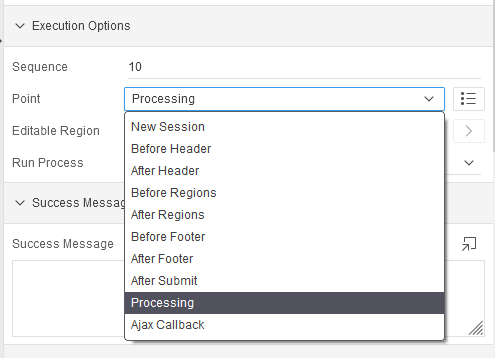 Execution Options
Sequence 10
Point Processing
Editable Region
Run Process
New Session
Before Header
After Header
Before Regions
After Regions
Before Footer
After Footer
After Submit
Processing
Ajax Callback
Success Messag
Success Message